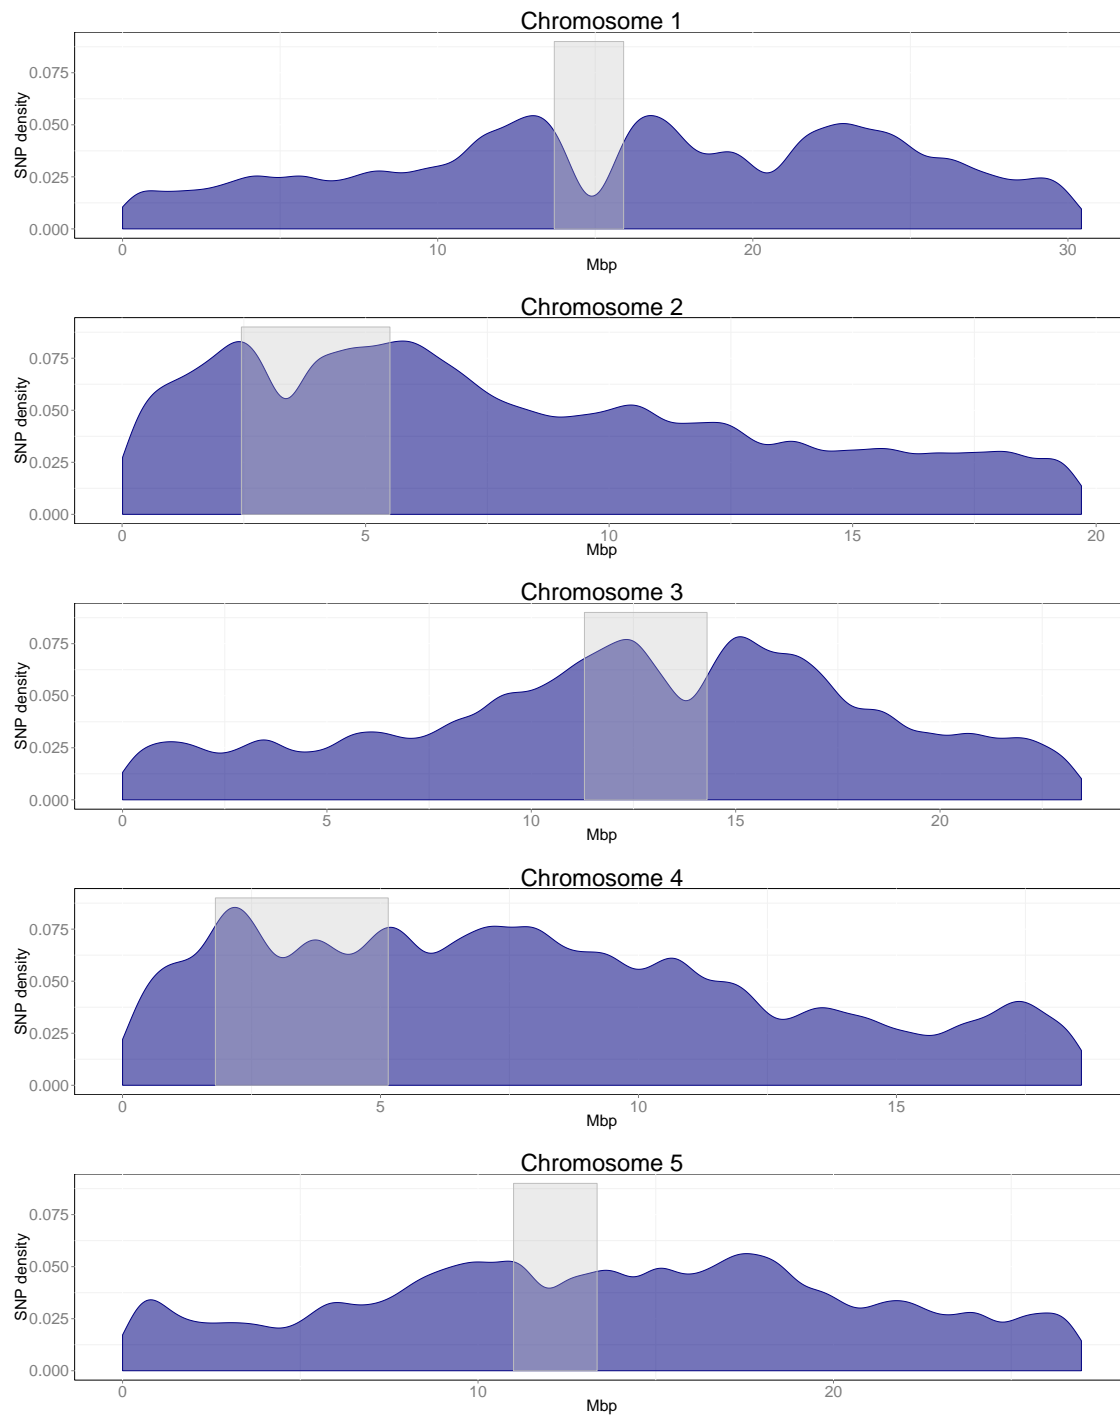 Chromosome 1
SNP density
0.075
0.050
0.025
0.000
0 10 20 30
Mbp
Chromosome 2
SNP density
0.075
0.050
0.025
0.000
0 5 10 15 20
Mbp
Chromosome 3
SNP density
0.075
0.050
0.025
0.000
0 5 10 15 20
Mbp
Chromosome 4
SNP density
0.075
0.050
0.025
0.000
0 5 10 15
Mbp
Chromosome 5
SNP density
0.075
0.050
0.025
0.000
0 10 20
Mbp